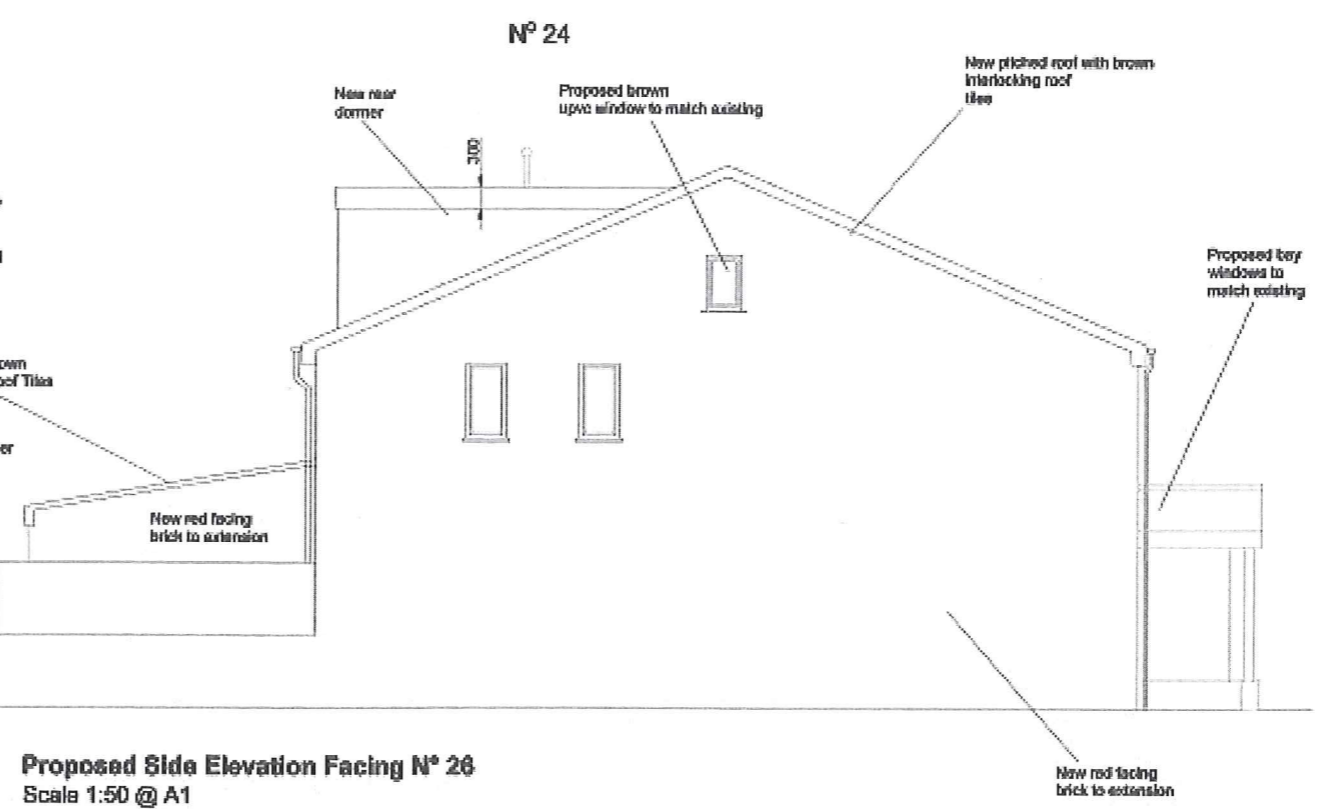 Nº 24
New rear
dormer
300
Proposed brown
upvc window to match existing
New pitched roof with brown
interlocking roof
tiles
Proposed bay
windows to
match existing
own
oof Tiles
er
New red facing
brick to extension
New red facing
brick to extension
Proposed Side Elevation Facing Nº 26
Scale 1:50 @ A1